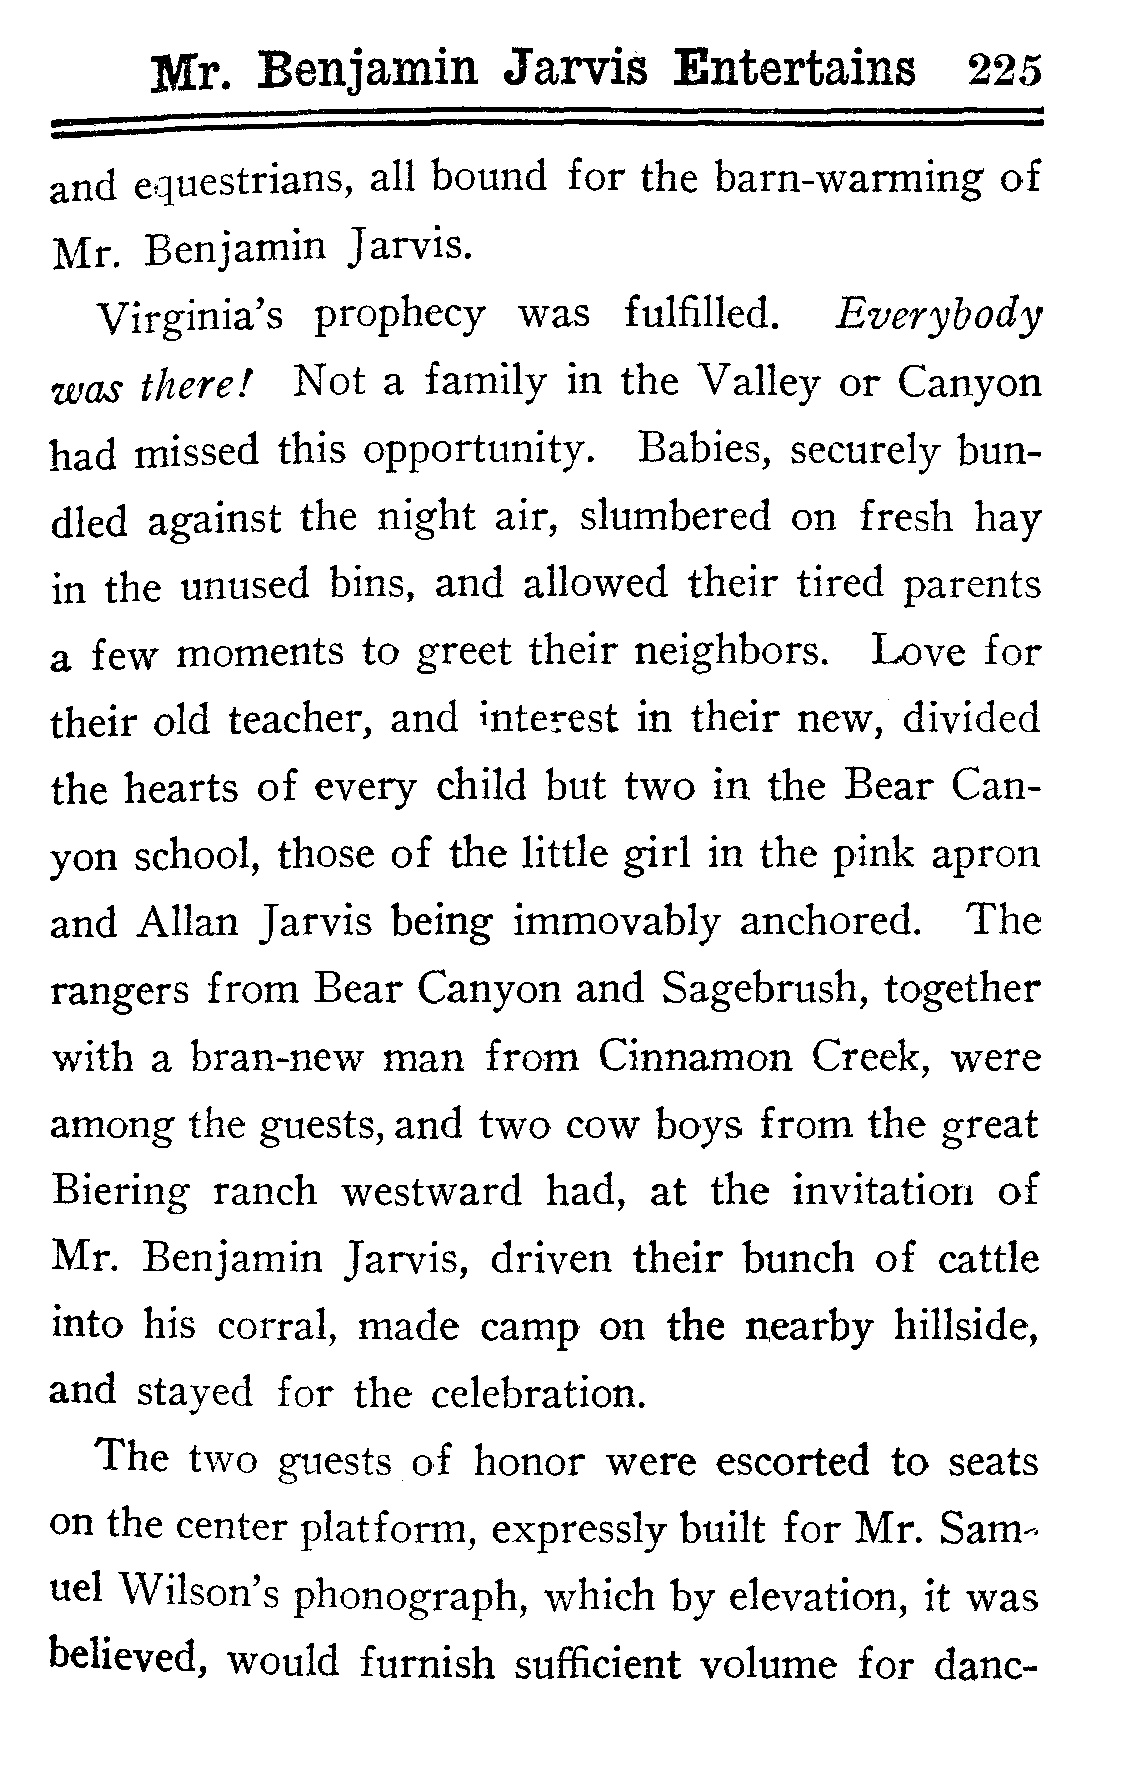 Mr. Benjamin Jarvis Entertains 225
and equestrians, all bound for the barn-warming of
Mr. Benjamin Jarvis.
Virginia's prophecy was fulfilled. Everybody
was there! Not a family in the Valley or Canyon
had missed this opportunity. Babies, securely bun-
dled against the night air, slumbered on fresh hay
in the unused bins, and allowed their tired parents
a few moments to greet their neighbors. Love for
their old teacher, and interest in their new, divided
the hearts of every child but two in the Bear Can-
yon school, those of the little girl in the pink apron
and Allan Jarvis being immovably anchored. The
rangers from Bear Canyon and Sagebrush, together
with a bran-new man from Cinnamon Creek, were
among the guests, and two cow boys from the great
Biering ranch westward had, at the invitation of
Mr. Benjamin Jarvis, driven their bunch of cattle
into his corral, made camp on the nearby hillside,
and stayed for the celebration.
The two guests of honor were escorted to seats
on the center platform, expressly built for Mr. Sam-
uel Wilson's phonograph, which by elevation, it was
believed, would furnish sufficient volume for danc-